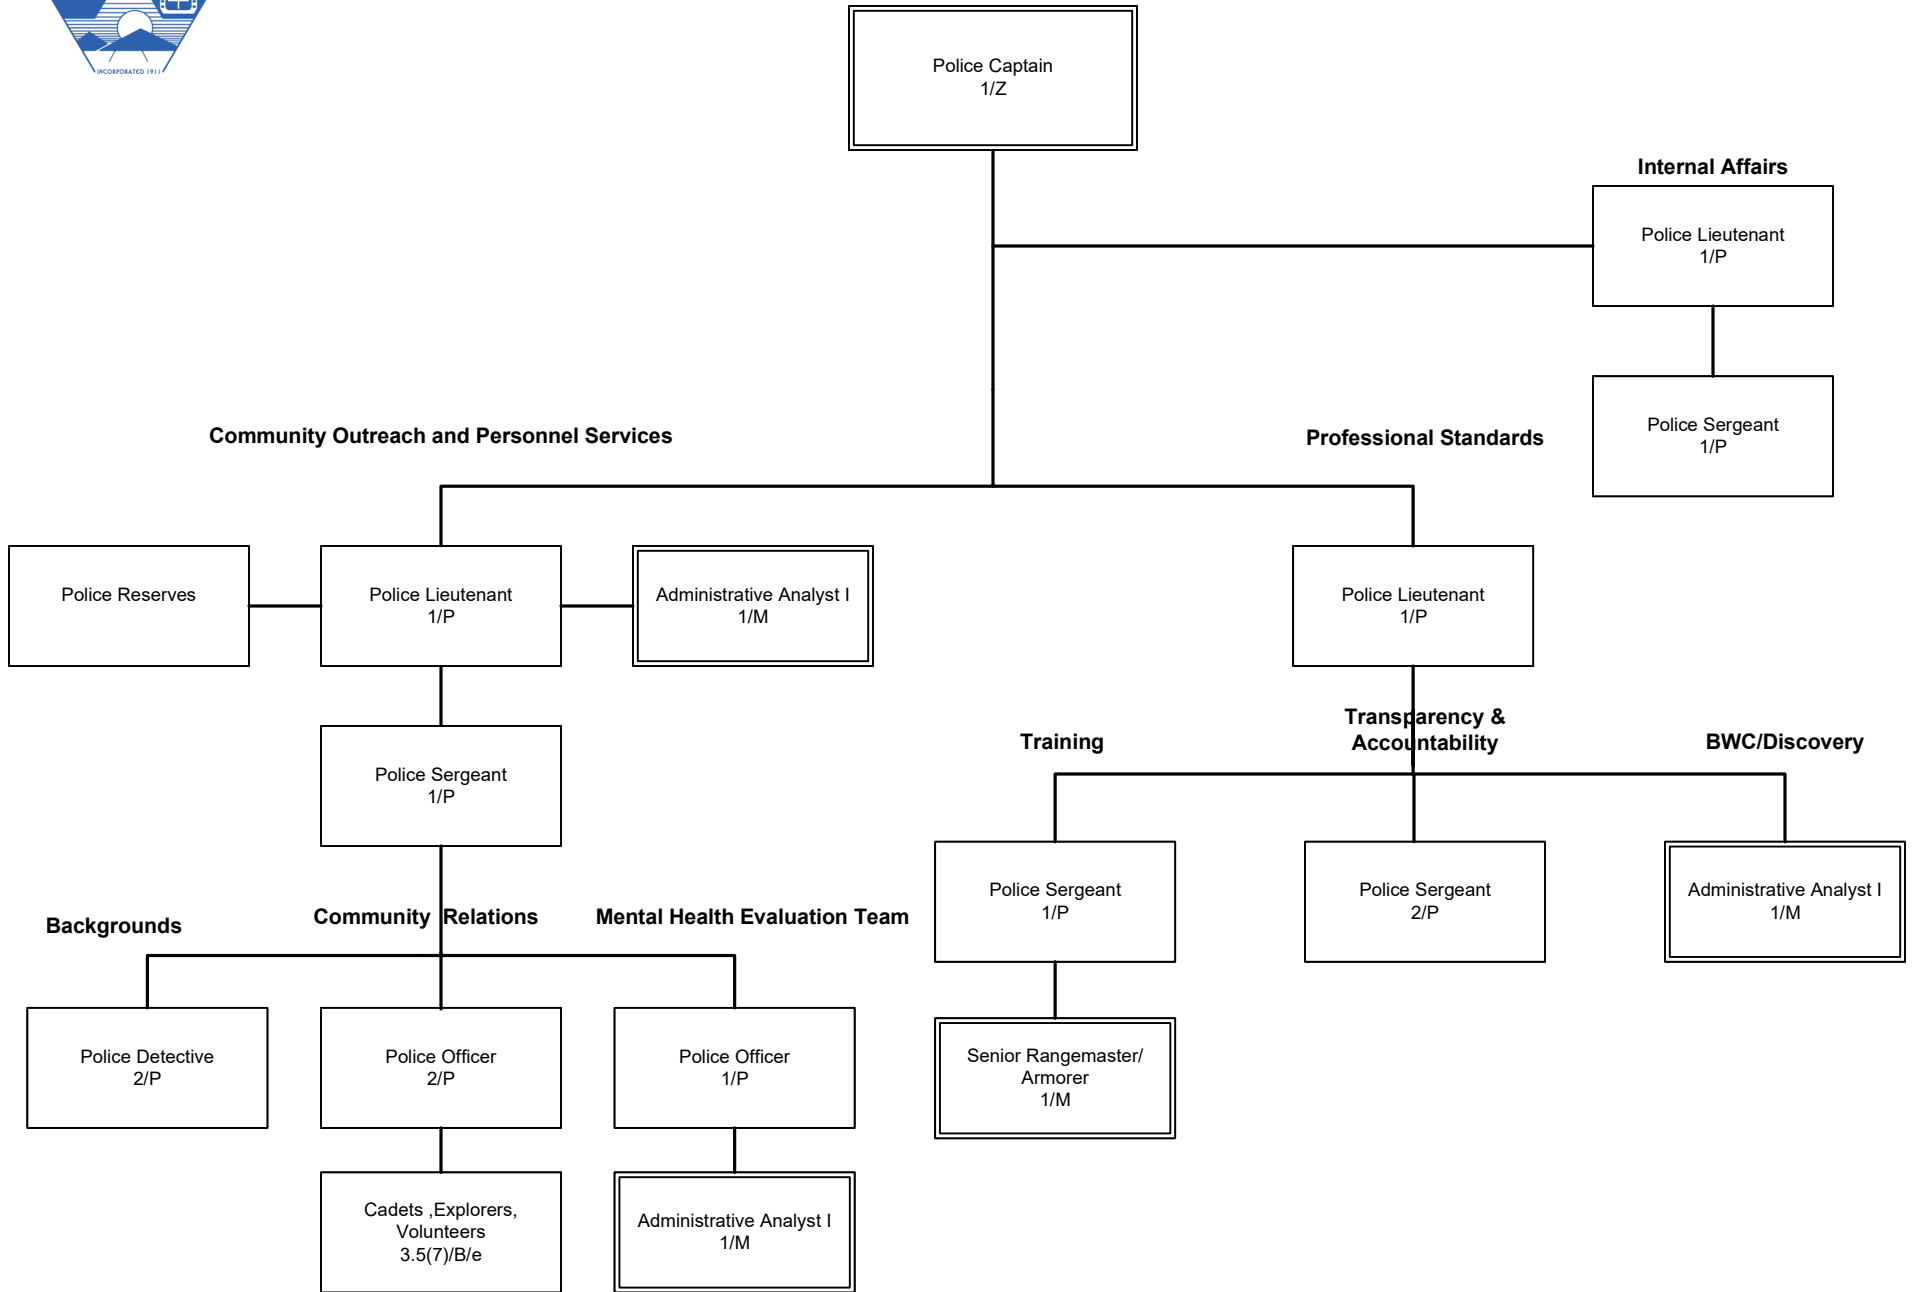 INCORPORATED 1911
Police Captain
1/Z
Internal Affairs
Police Lieutenant
1/P
Police Sergeant
1/P
Community Outreach and Personnel Services
Professional Standards
Police Reserves
Police Lieutenant
1/P
Administrative Analyst I
1/M
Police Lieutenant
1/P
Police Sergeant
1/P
Training
Transparency &
Accountability
BWC/Discovery
Police Sergeant
1/P
Police Sergeant
2/P
Administrative Analyst I
1/M
Backgrounds
Community Relations
Mental Health Evaluation Team
Police Detective
2/P
Police Officer
2/P
Police Officer
1/P
Senior Rangemaster/
Armorer
1/M
Cadets ,Explorers,
Volunteers
3.5(7)/B/e
Administrative Analyst I
1/M